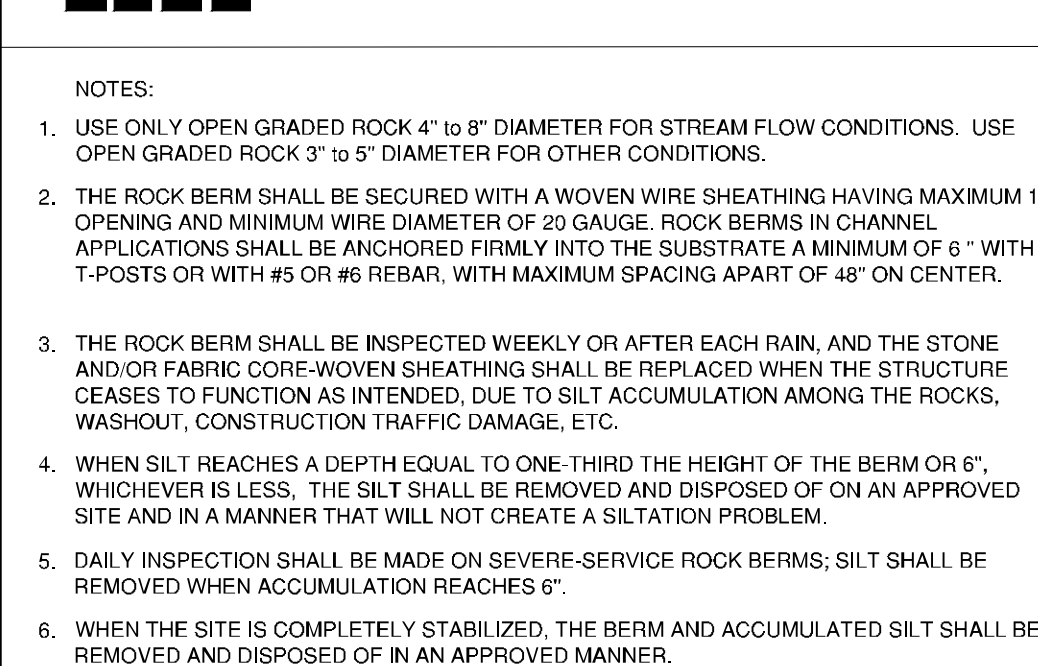 NOTES:
1. USE ONLY OPEN GRADED ROCK 4" to 8" DIAMETER FOR STREAM FLOW CONDITIONS. USE
OPEN GRADED ROCK 3" to 5" DIAMETER FOR OTHER CONDITIONS.
2. THE ROCK BERM SHALL BE SECURED WITH A WOVEN WIRE SHEATHING HAVING MAXIMUM 1
OPENING AND MINIMUM WIRE DIAMETER OF 20 GAUGE. ROCK BERMS IN CHANNEL
APPLICATIONS SHALL BE ANCHORED FIRMLY INTO THE SUBSTRATE A MINIMUM OF 6 " WITH
T-POSTS OR WITH #5 OR #6 REBAR, WITH MAXIMUM SPACING APART OF 48" ON CENTER.
3. THE ROCK BERM SHALL BE INSPECTED WEEKLY OR AFTER EACH RAIN, AND THE STONE
AND/OR FABRIC CORE-WOVEN SHEATHING SHALL BE REPLACED WHEN THE STRUCTURE
CEASES TO FUNCTION AS INTENDED, DUE TO SILT ACCUMULATION AMONG THE ROCKS,
WASHOUT, CONSTRUCTION TRAFFIC DAMAGE, ETC.
4. WHEN SILT REACHES A DEPTH EQUAL TO ONE-THIRD THE HEIGHT OF THE BERM OR 6",
WHICHEVER IS LESS, THE SILT SHALL BE REMOVED AND DISPOSED OF ON AN APPROVED
SITE AND IN A MANNER THAT WILL NOT CREATE A SILTATION PROBLEM.
5. DAILY INSPECTION SHALL BE MADE ON SEVERE-SERVICE ROCK BERMS; SILT SHALL BE
REMOVED WHEN ACCUMULATION REACHES 6".
6. WHEN THE SITE IS COMPLETELY STABILIZED, THE BERM AND ACCUMULATED SILT SHALL BE
REMOVED AND DISPOSED OF IN AN APPROVED MANNER.